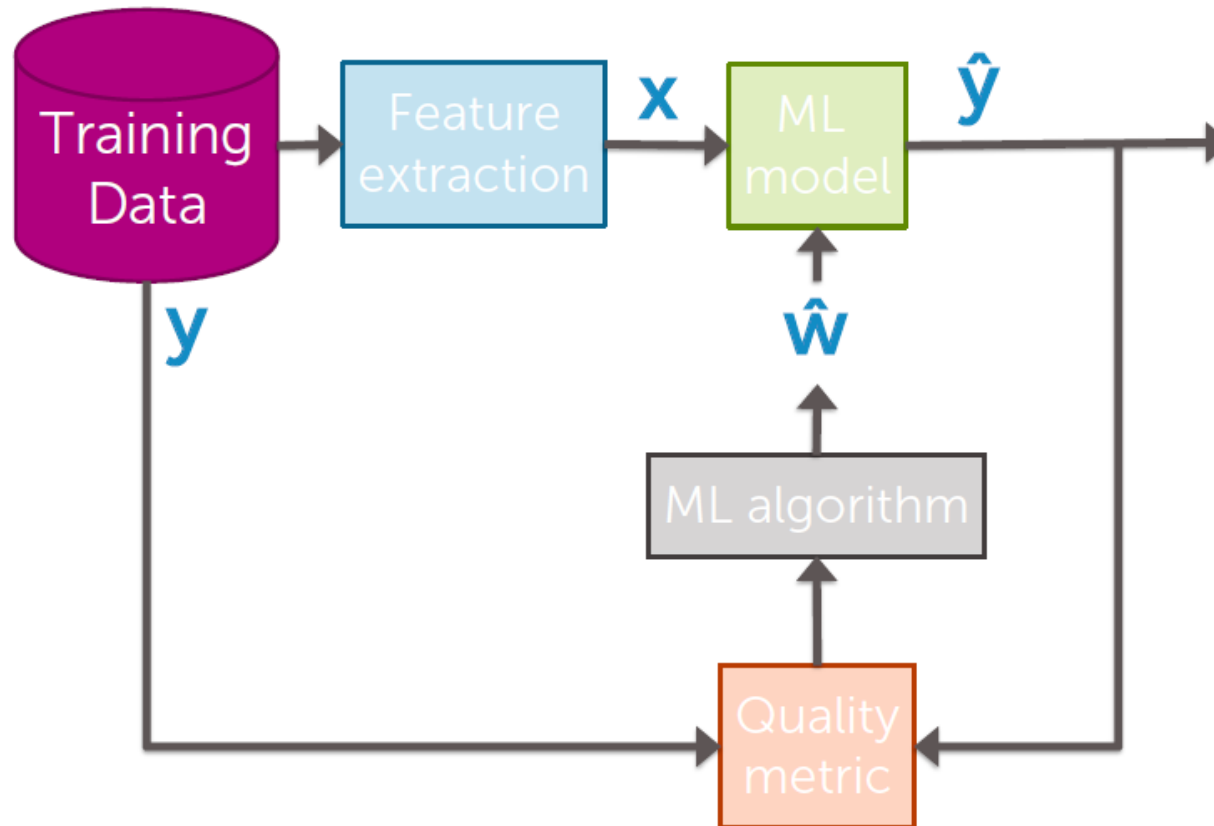 Training
Data
Feature
extraction
x
ML
model
ŷ
y
ŵ
ML algorithm
Quality
metric